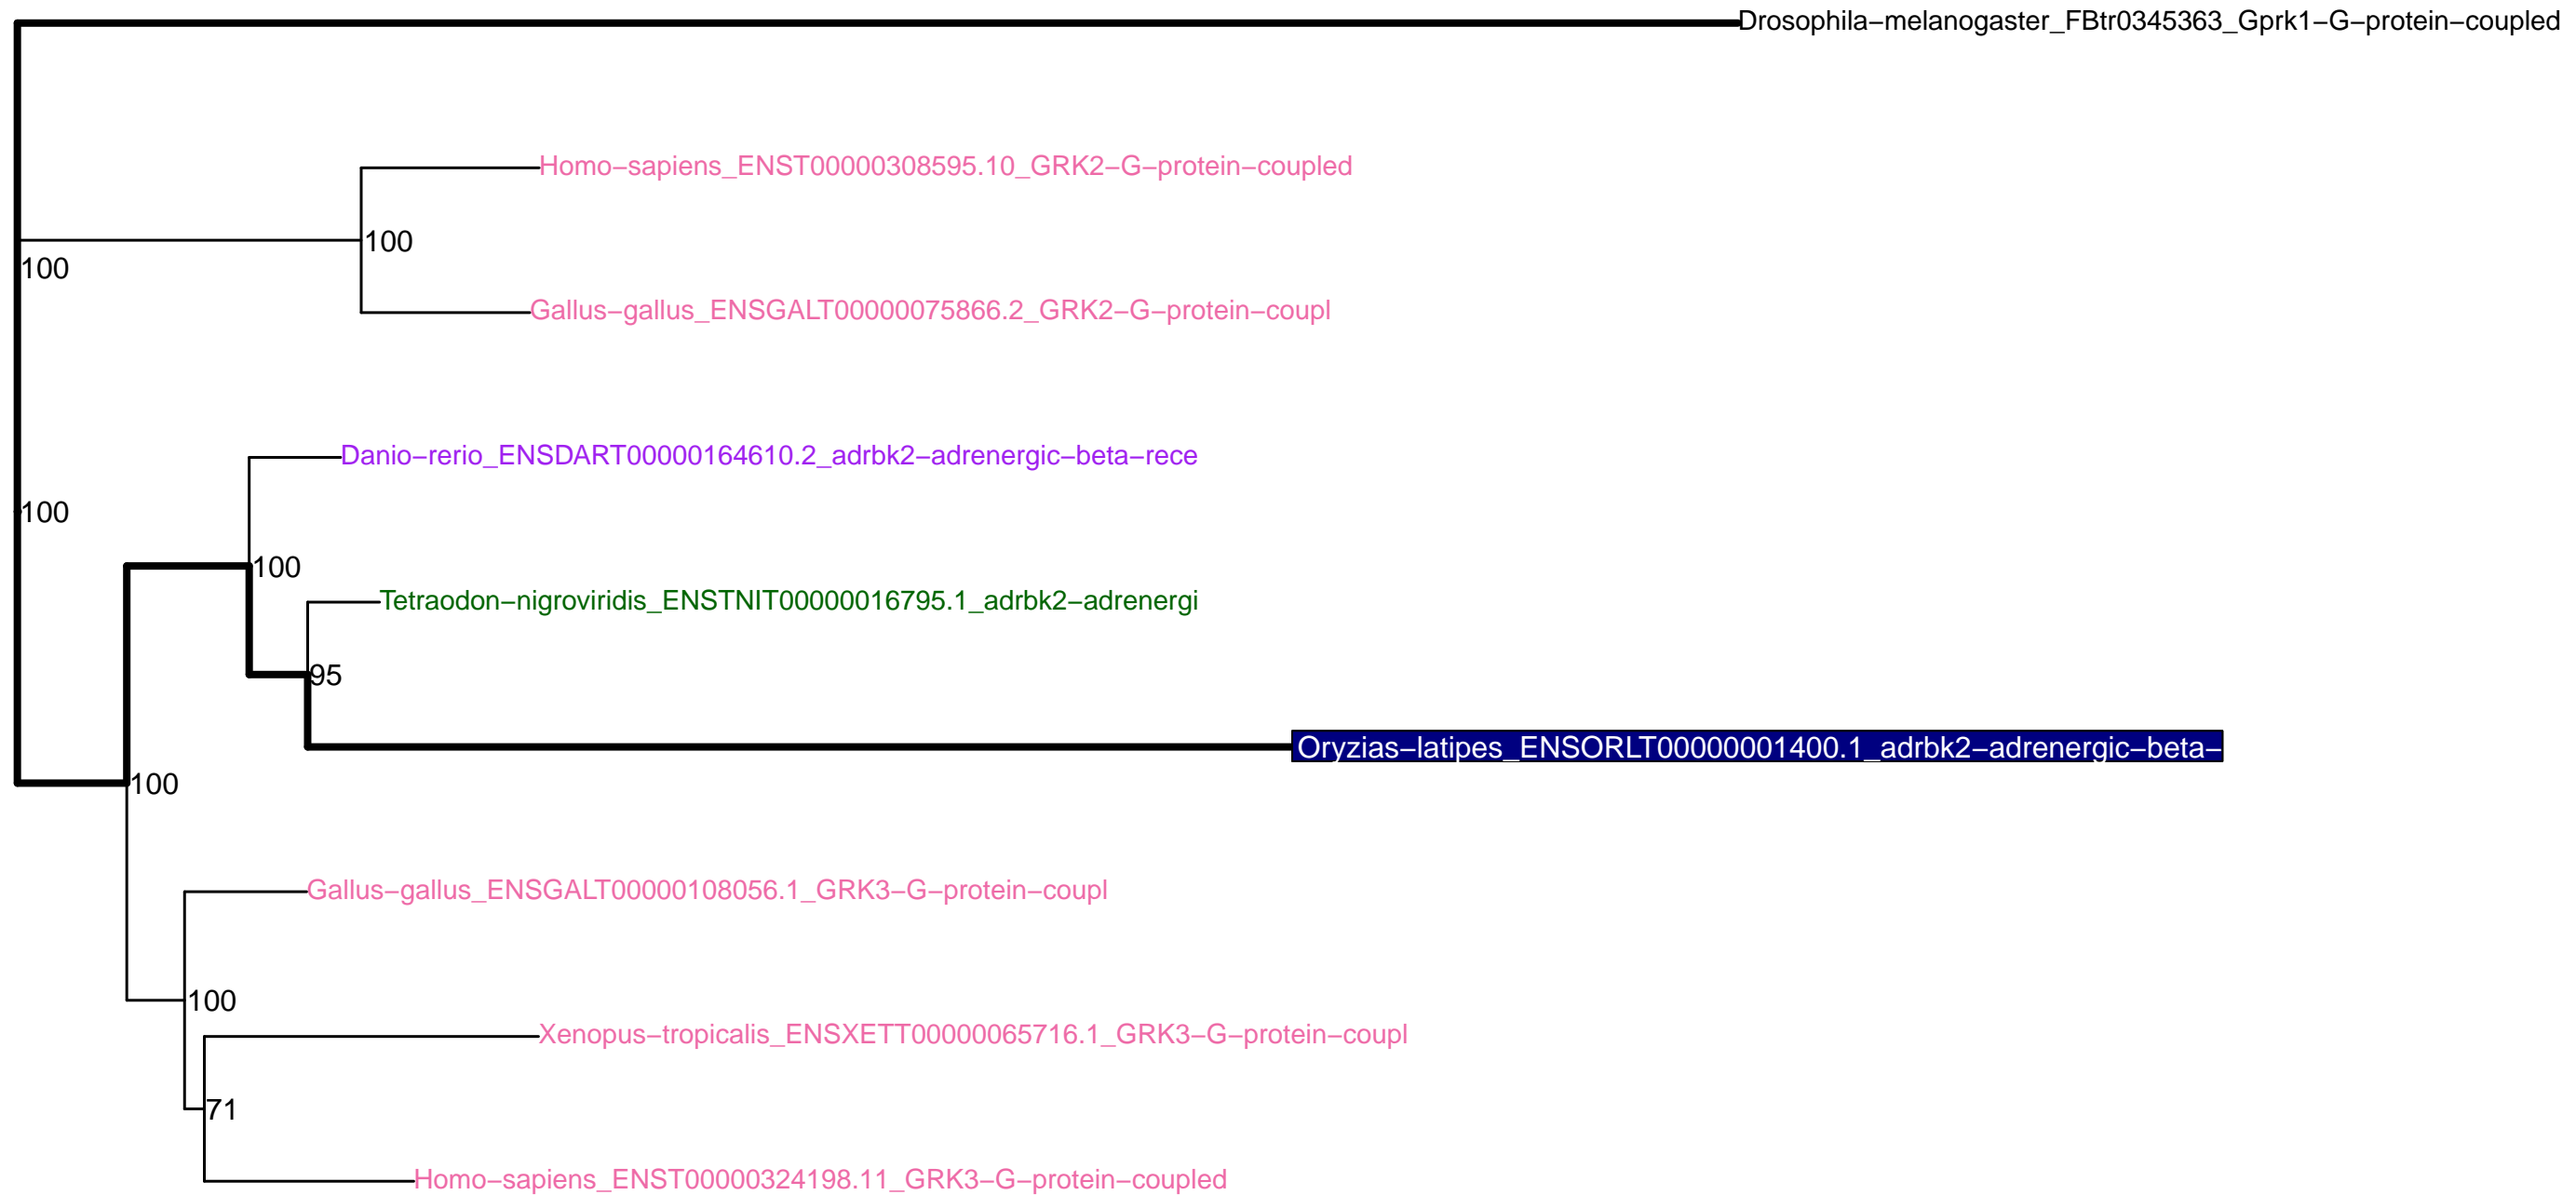 Drosophila−melanogaster_FBtr0345363_Gprk1−G−protein−coupled
Homo−sapiens_ENST00000308595.10_GRK2−G−protein−coupled
100
100
Gallus−gallus_ENSGALT00000075866.2_GRK2−G−protein−coupl
Danio−rerio_ENSDART00000164610.2_adrbk2−adrenergic−beta−rece
100
100
Tetraodon−nigroviridis_ENSTNIT00000016795.1_adrbk2−adrenergi
95
Oryzias−latipes_ENSORLT00000001400.1_adrbk2−adrenergic−beta−
100
Gallus−gallus_ENSGALT00000108056.1_GRK3−G−protein−coupl
100
Xenopus−tropicalis_ENSXETT00000065716.1_GRK3−G−protein−coupl
71
Homo−sapiens_ENST00000324198.11_GRK3−G−protein−coupled